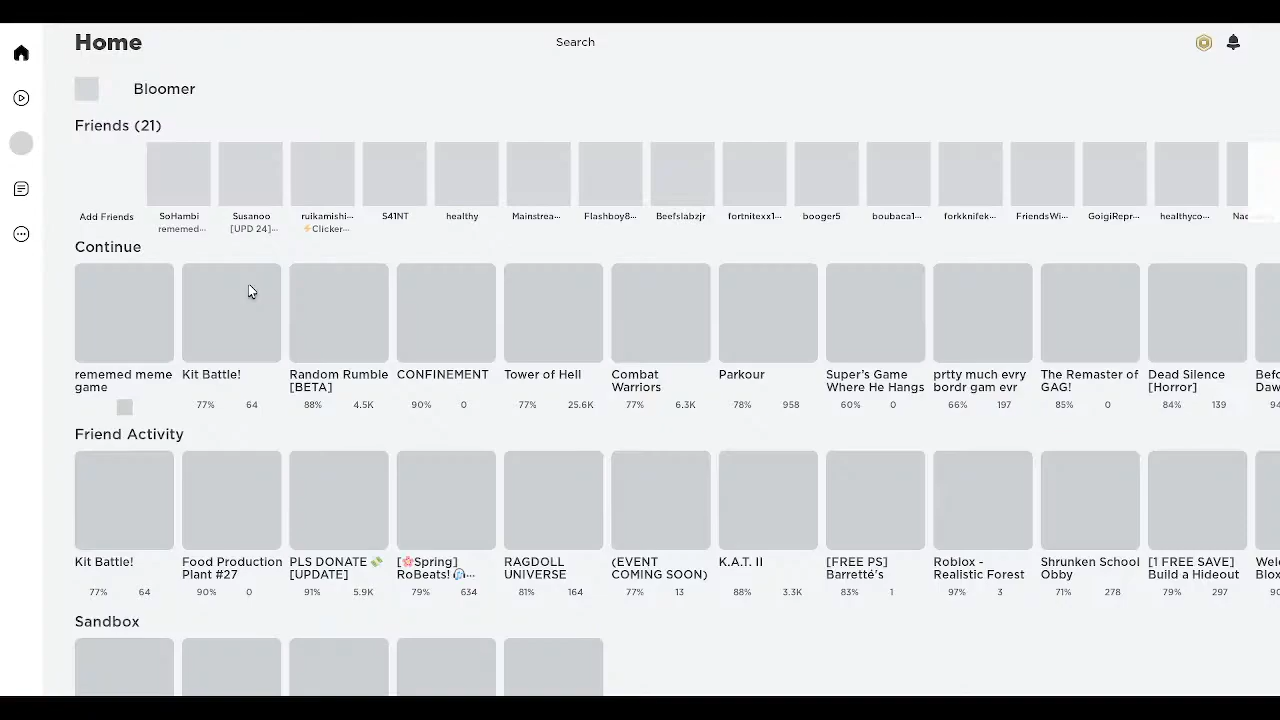 Home
Search
Bloomer
Friends (21)
Add Friends SoHambi Susanoo ruikamishi... S41NT healthy Mainstrea... Flashboy8... Beefslabzjr fortnitexx1... booger5 boubaca1... forkknifek... FriendsWi... GoigiRepr... healthyco...
rememed... [UPD 24]... ⚡Clicker...
Continue
rememed meme game
Kit Battle!
Random Rumble [BETA]
CONFINEMENT
Tower of Hell
Combat Warriors
Parkour
Super's Game Where He Hangs
prtty much evry bordr gam evr
The Remaster of GAG!
Dead Silence [Horror]
77% 64 88% 4.5K 90% 0 77% 25.6K 77% 6.3K 78% 958 60% 0 66% 197 85% 0 84% 139
Friend Activity
Kit Battle!
Food Production Plant #27
PLS DONATE 💸 [UPDATE]
[🌸Spring] RoBeats! 🎧...
RAGDOLL UNIVERSE
(EVENT COMING SOON)
K.A.T. II
[FREE PS] Barretté's
Roblox - Realistic Forest
Shrunken School Obby
[1 FREE SAVE] Build a Hideout
77% 64 90% 0 91% 5.9K 79% 634 81% 164 77% 13 88% 3.3K 83% 1 97% 3 71% 278 79% 297
Sandbox